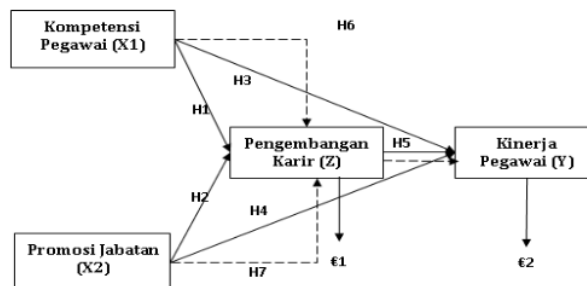 Kompetensi
Pegawai (X1)
H6
H3
H1
Pengembangan
Karir (Z)
H5
Kinerja
Pegawai (Y)
H2
H4
Promosi Jabatan
(X2)
H7
€1
€2